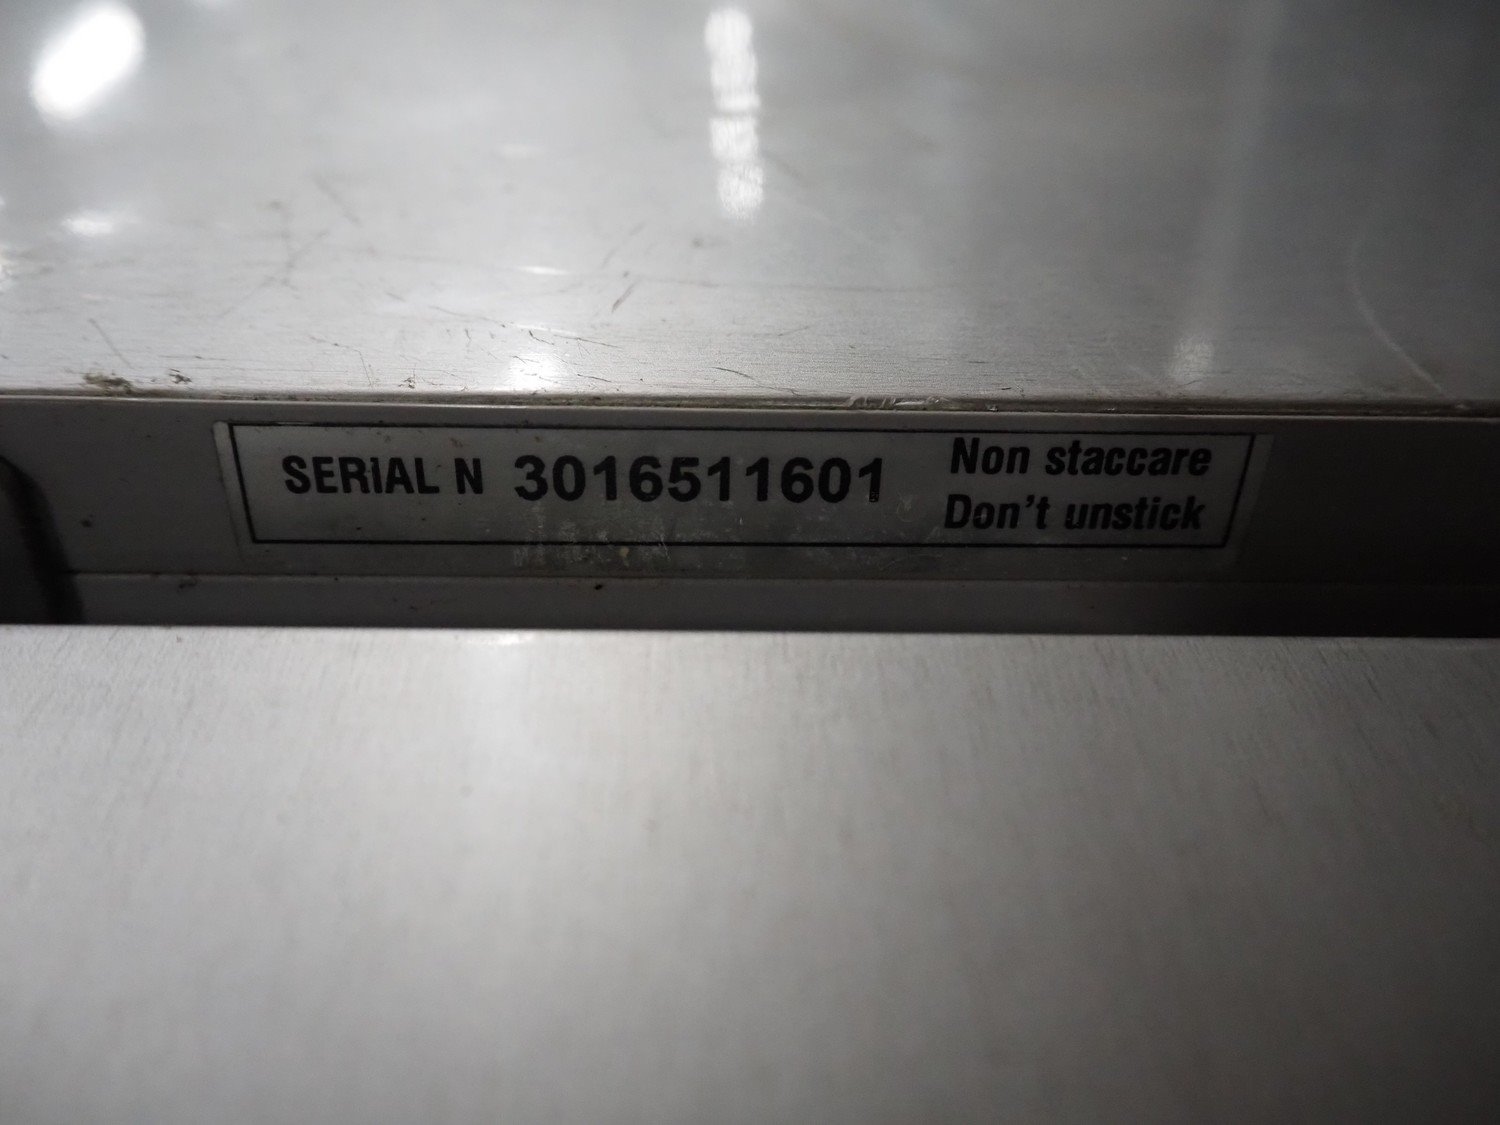 SERIAL N 3016511601
Non staccare
Don't unstick